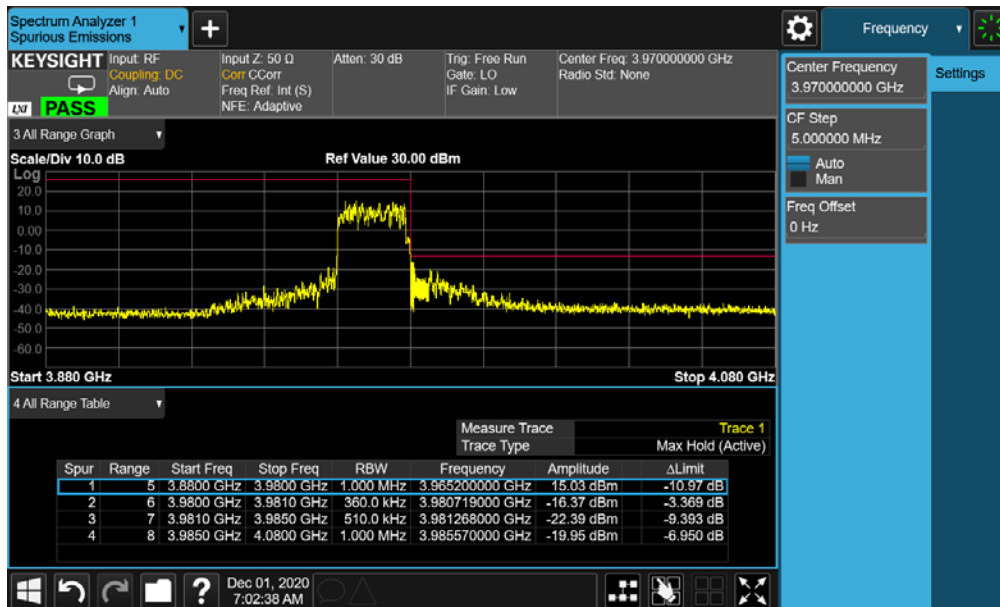 Spectrum Analyzer 1
Spurious Emissions
+
Frequency
KEYSIGHT Input: RF Input Z: 50 Ω Atten: 30 dB Trig: Free Run Center Freq: 3.970000000 GHz
Coupling: DC Corr CCorr Gate: LO Radio Std: None
Align: Auto Freq Ref: Int (S) IF Gain: Low
LXI PASS NFE: Adaptive
Center Frequency
3.970000000 GHz
Settings
CF Step
5.000000 MHz
Auto
Man
Freq Offset
0 Hz
3 All Range Graph
Scale/Div 10.0 dB Ref Value 30.00 dBm
Log
20.0
10.0
0.00
-10.0
-20.0
-30.0
-40.0
-50.0
-60.0
Start 3.880 GHz Stop 4.080 GHz
4 All Range Table
Measure Trace Trace 1
Trace Type Max Hold (Active)
Spur Range Start Freq Stop Freq RBW Frequency Amplitude ΔLimit
1 5 3.8800 GHz 3.9800 GHz 1.000 MHz 3.965200000 GHz 15.03 dBm -10.97 dB
2 6 3.9800 GHz 3.9810 GHz 360.0 kHz 3.980719000 GHz -16.37 dBm -3.369 dB
3 7 3.9810 GHz 3.9850 GHz 510.0 kHz 3.981268000 GHz -22.39 dBm -9.393 dB
4 8 3.9850 GHz 4.0800 GHz 1.000 MHz 3.985570000 GHz -19.95 dBm -6.950 dB
? Dec 01, 2020
7:02:38 AM